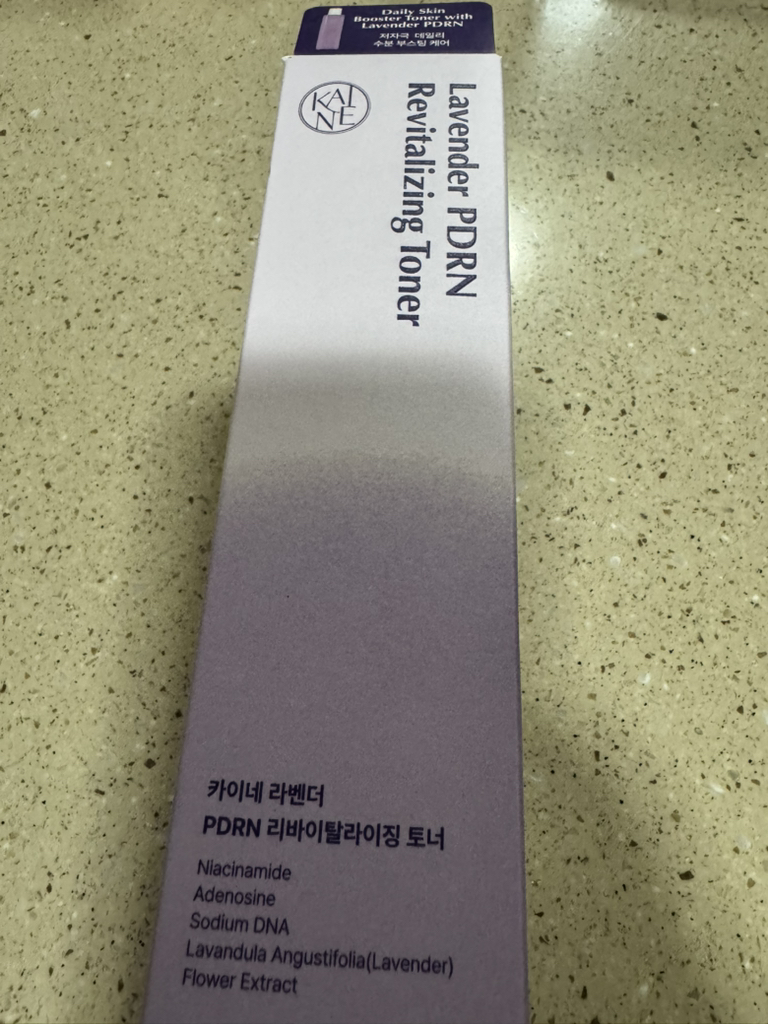 Daily Skin
Booster Toner with
Lavender PDRN
저자극 데일리
수분 부스팅 케어
KAINE
Lavender PDRN
Revitalizing Toner
카이네 라벤더
PDRN 리바이탈라이징 토너
Niacinamide
Adenosine
Sodium DNA
Lavandula Angustifolia(Lavender)
Flower Extract